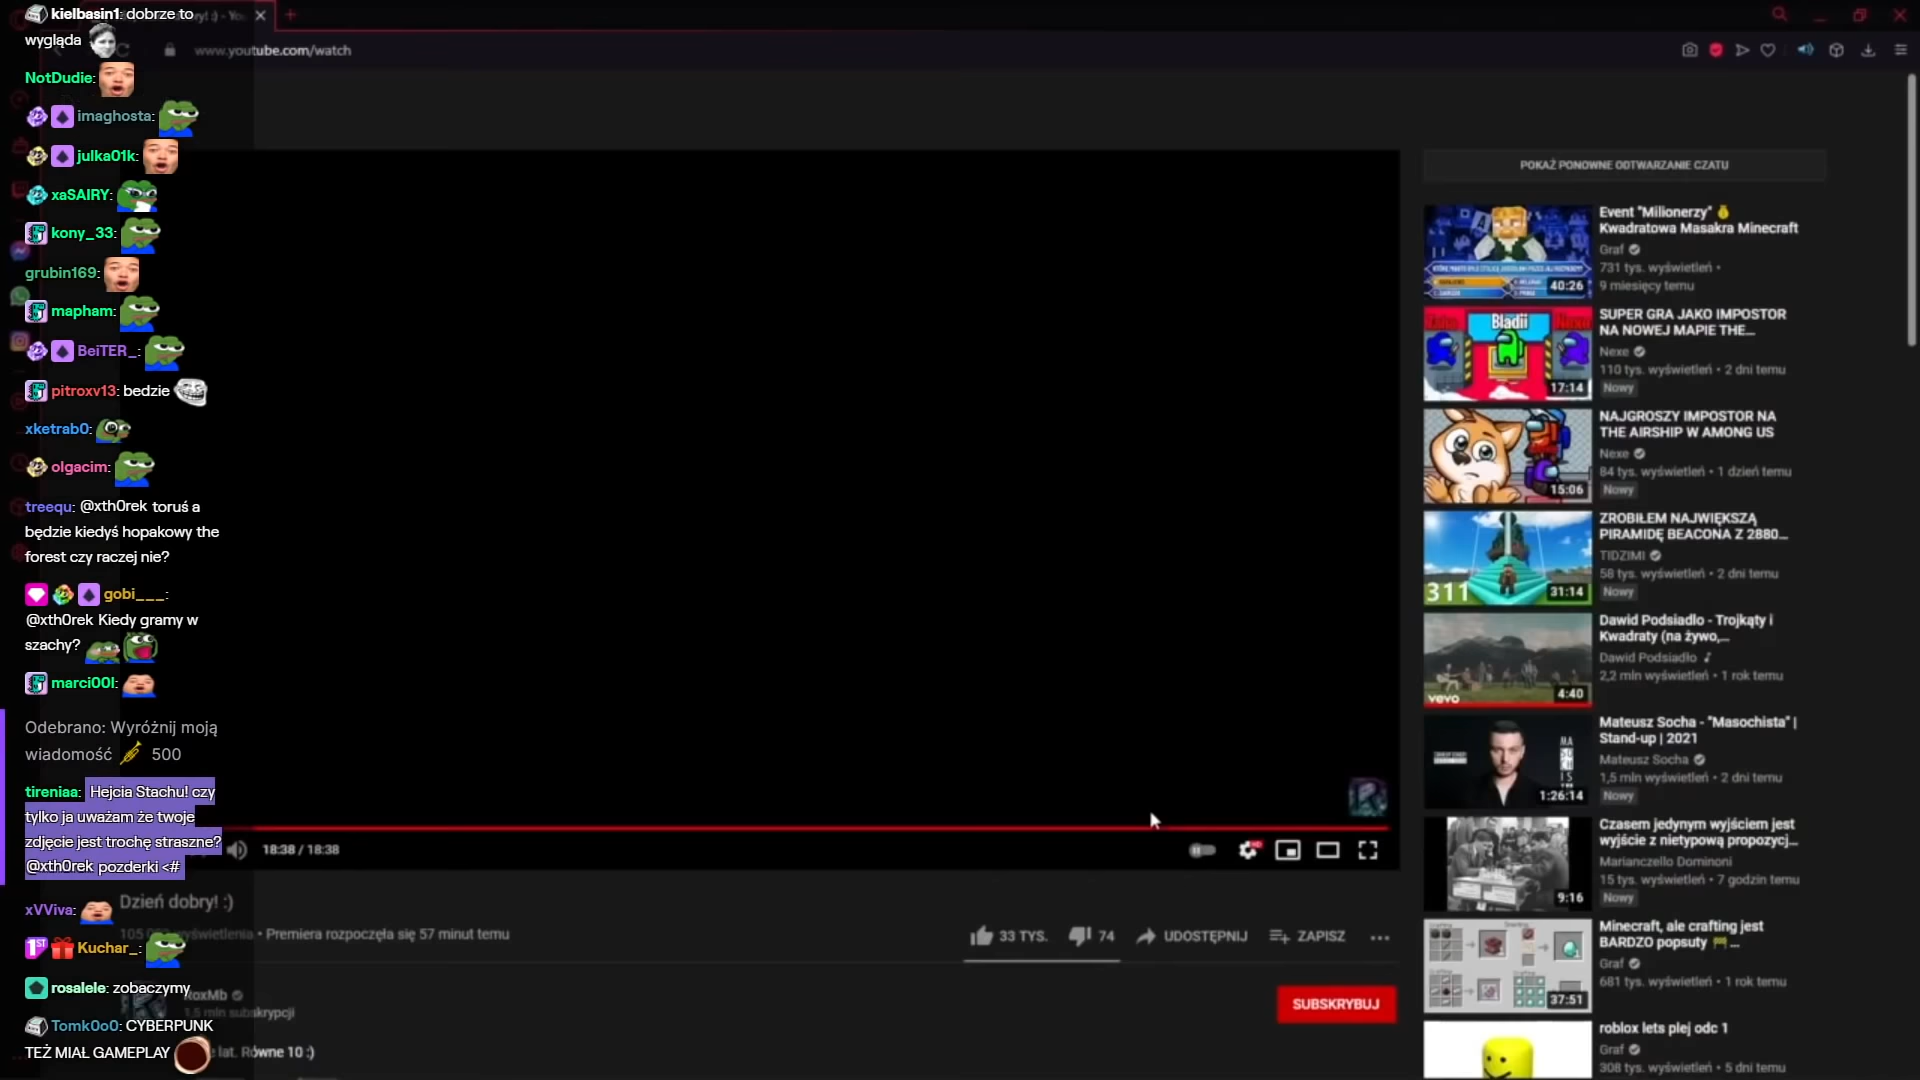 kielbasin1: dobrze to
wygląda
NotDudie:
imaghosta:
julka01k:
xaSAIRY:
kony_33:
grubin169:
mapham:
BeiTER_:
pitroxv13: bedzie
xketrab0:
olgacim:
treequ: @xth0rek toruś a
będzie kiedyś hopakowy the
forest czy raczej nie?
gobi___:
@xth0rek Kiedy gramy w
szachy?
marci00l:
Odebrano: Wyróżnij moją
wiadomość 500
tireniaa: Hejcia Stachu! czy
tylko ja uważam że twoje
zdjęcie jest trochę straszne?
@xth0rek pozderki <#
xVViva:
Kuchar_:
rosalele: zobaczymy
Tomk0o0: CYBERPUNK
TEŻ MIAŁ GAMEPLAY
www.youtube.com/watch
18:38 / 18:38
Dzień dobry! :)
wyświetlenia • Premiera rozpoczęła się 57 minut temu
33 TYS.
74
UDOSTĘPNIJ
ZAPISZ
RoxMb
1,5 mln subskrypcji
SUBSKRYBUJ
lat. Równe 10 :)
POKAŻ PONOWNE ODTWARZANIE CZATU
Event "Milionerzy"
Kwadratowa Masakra Minecraft
Graf
731 tys. wyświetleń •
9 miesięcy temu
40:26
SUPER GRA JAKO IMPOSTOR
NA NOWEJ MAPIE THE...
Nexe
110 tys. wyświetleń • 2 dni temu
Nowy
Bladii
17:14
NAJGROSZY IMPOSTOR NA
THE AIRSHIP W AMONG US
Nexe
84 tys. wyświetleń • 1 dzień temu
Nowy
15:06
ZROBIŁEM NAJWIĘKSZĄ
PIRAMIDĘ BEACONA Z 2880...
TIDZIMI
58 tys. wyświetleń • 2 dni temu
Nowy
311
31:14
Dawid Podsiadlo - Trojkąty i
Kwadraty (na żywo,...
Dawid Podsiadło
2,2 mln wyświetleń • 1 rok temu
vevo
4:40
Mateusz Socha - "Masochista" |
Stand-up | 2021
Mateusz Socha
1,5 mln wyświetleń • 2 dni temu
Nowy
1:26:14
Czasem jedynym wyjściem jest
wyjście z nietypową propozycj...
Marianczello Dominoni
15 tys. wyświetleń • 7 godzin temu
Nowy
9:16
Minecraft, ale crafting jest
BARDZO popsuty ...
Graf
681 tys. wyświetleń • 1 rok temu
37:51
roblox lets plej odc 1
Graf
308 tys. wyświetleń • 5 dni temu